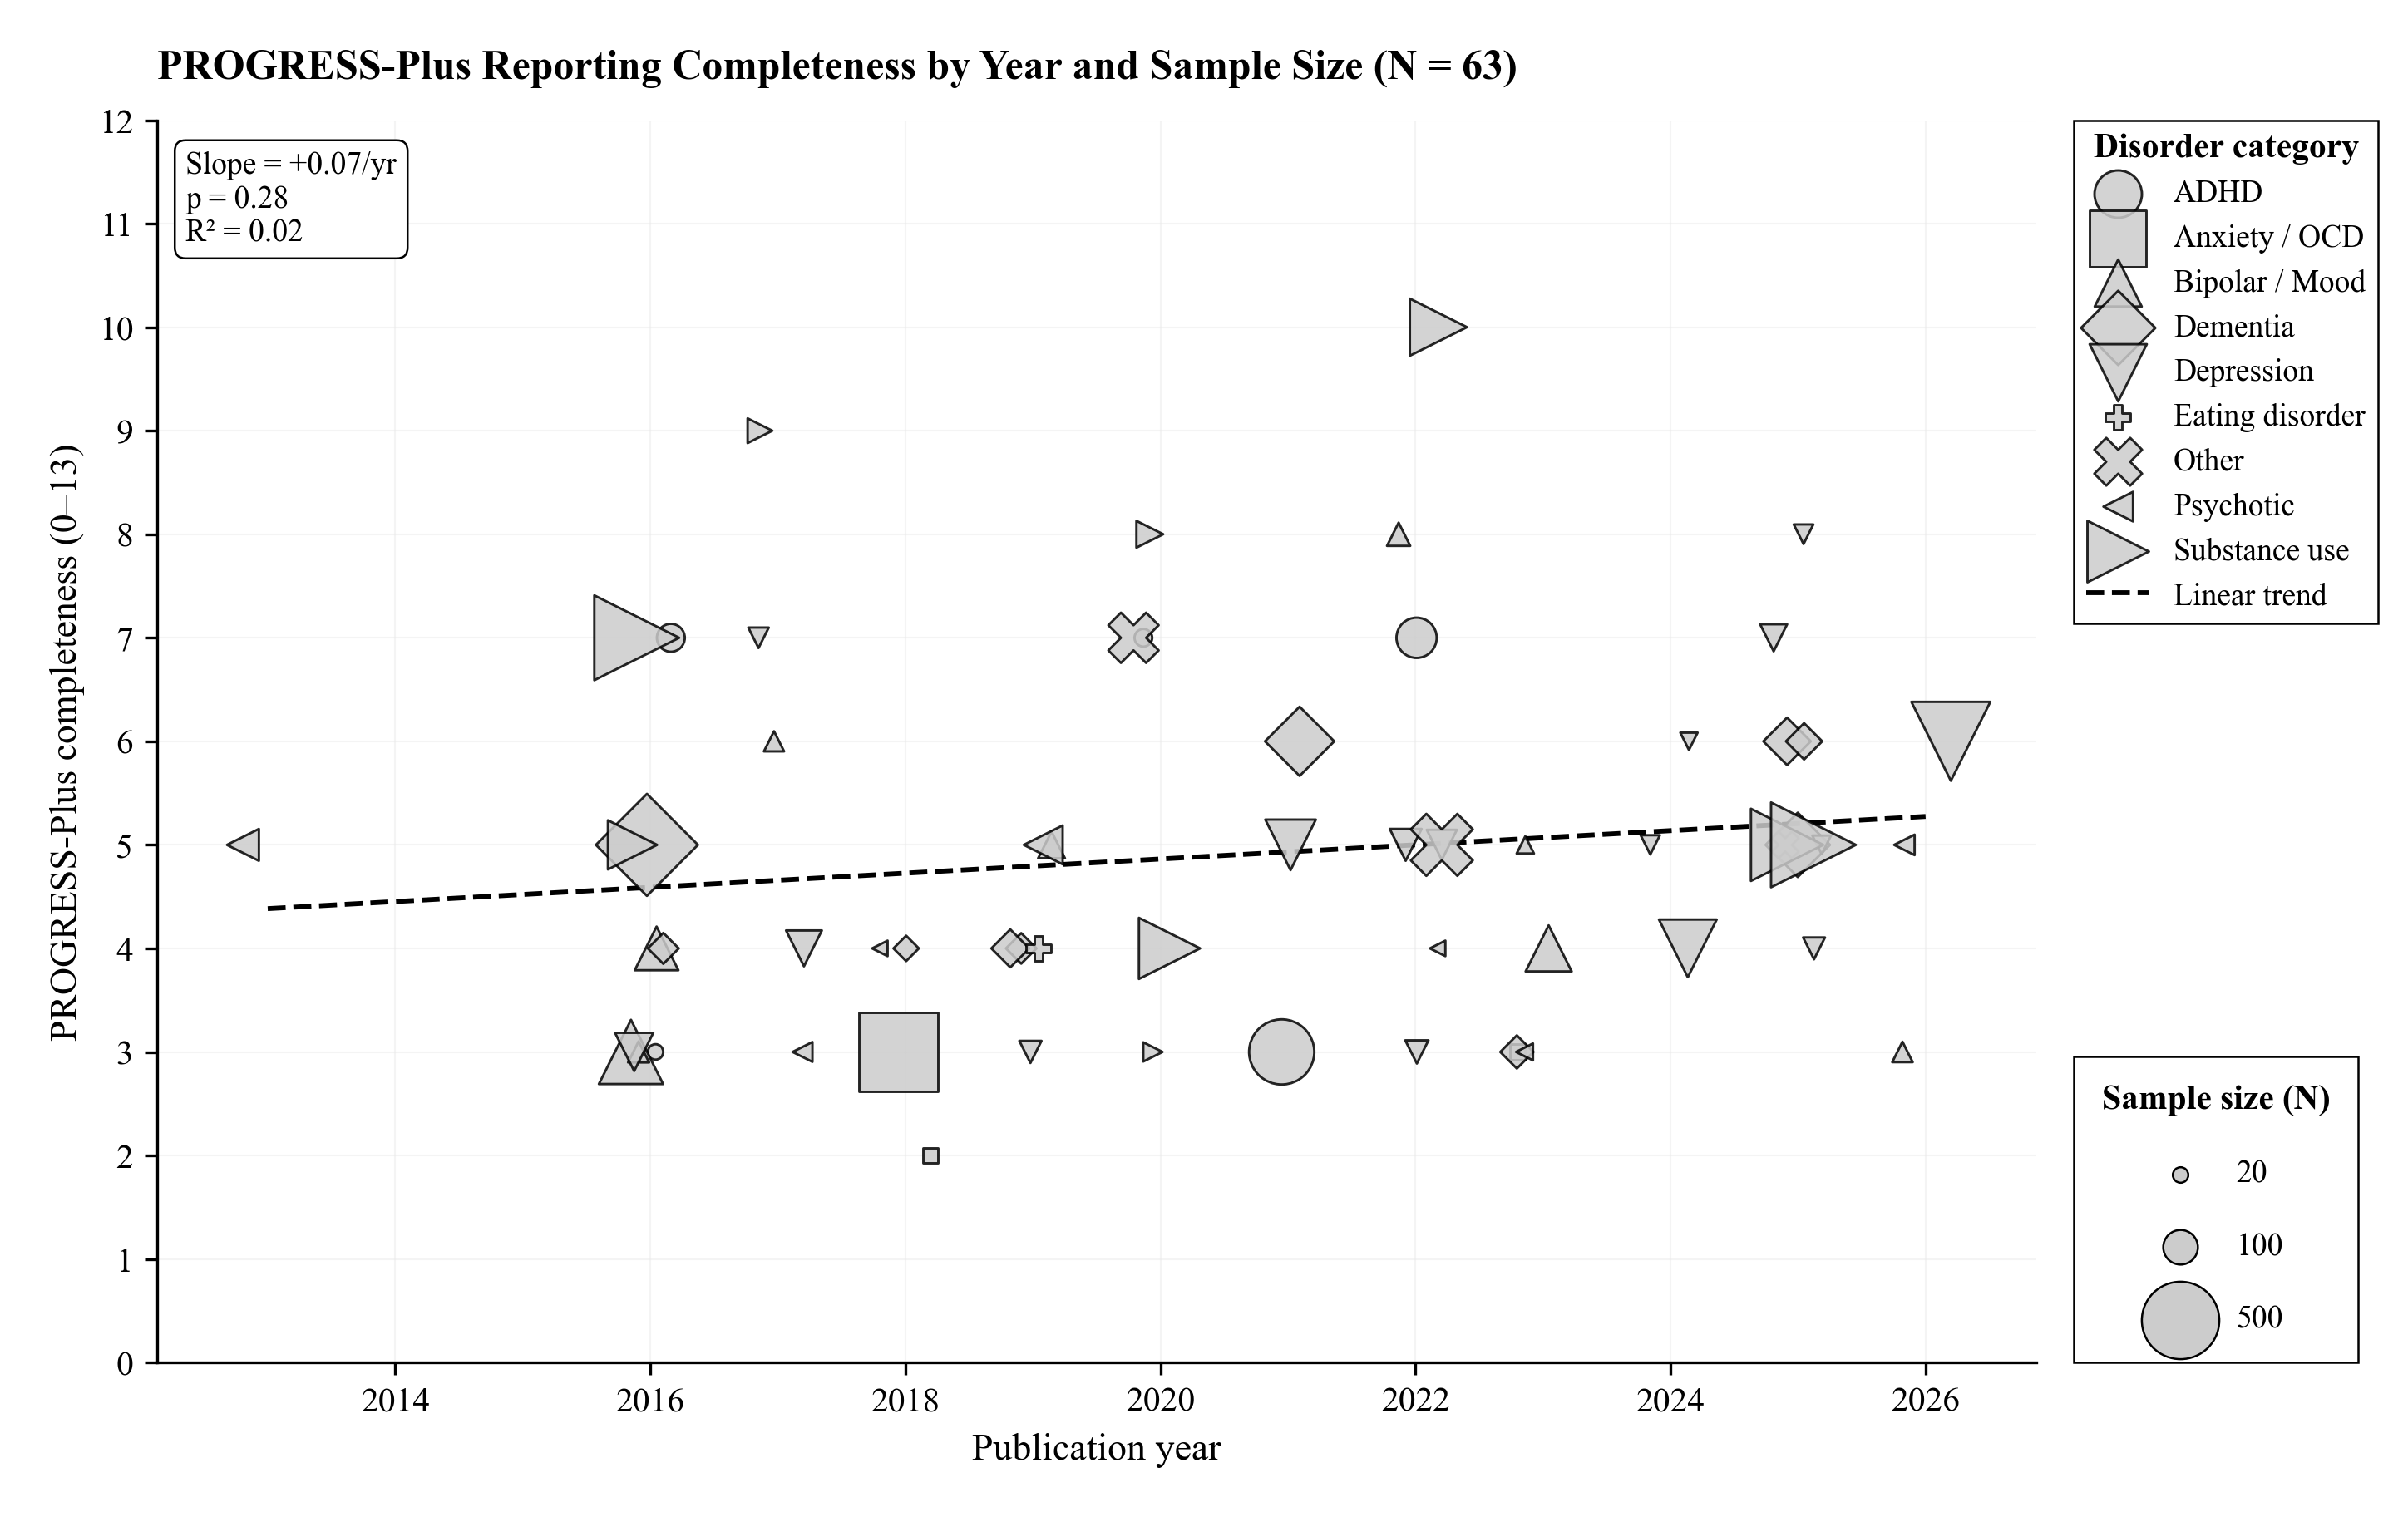 PROGRESS-Plus Reporting Completeness by Year and Sample Size (N = 63)
12
11
10
9
8
7
6
5
4
3
2
1
0
PROGRESS-Plus completeness (0–13)
Slope = +0.07/yr
p = 0.28
R² = 0.02
2014
2016
2018
2020
2022
2024
2026
Publication year
Disorder category
ADHD
Anxiety / OCD
Bipolar / Mood
Dementia
Depression
Eating disorder
Other
Psychotic
Substance use
Linear trend
Sample size (N)
20
100
500